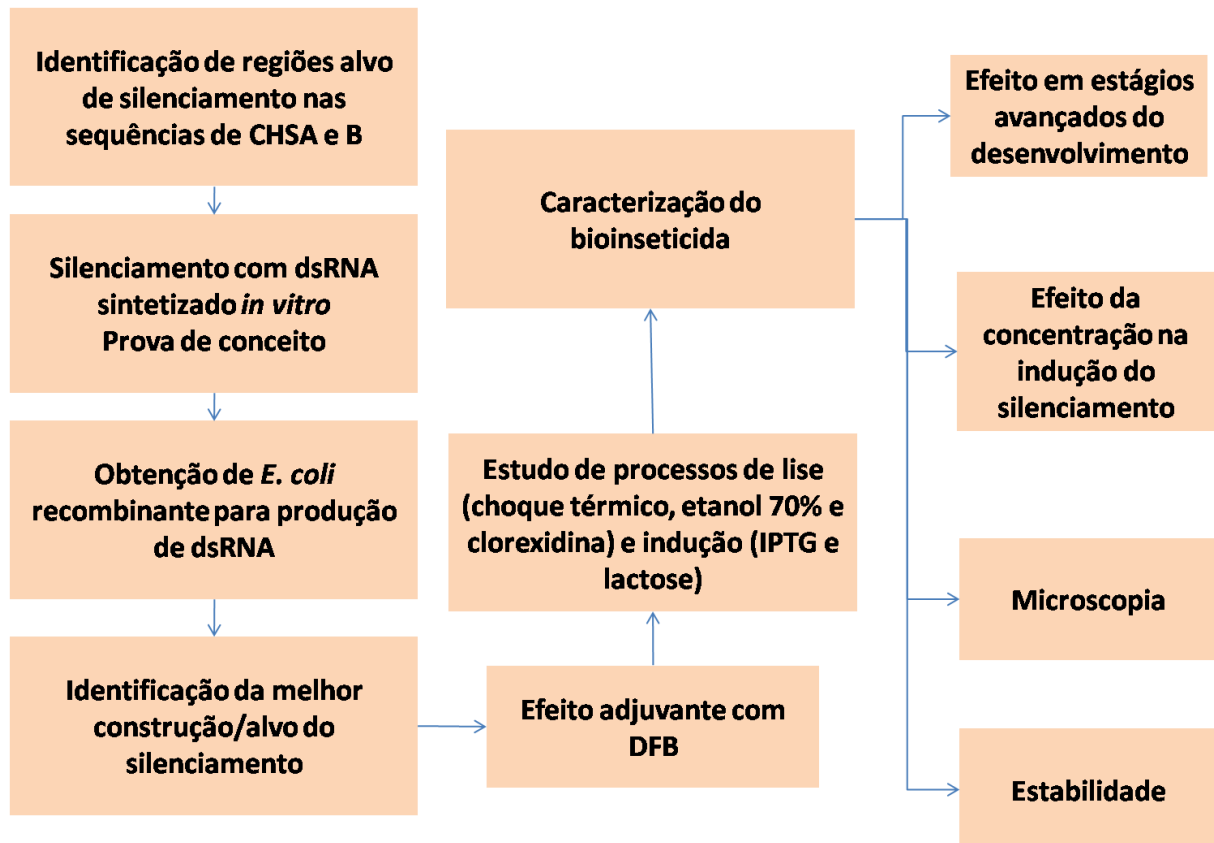 Identificação de regiões alvo
de silenciamento nas
sequências de CHSA e B
Silenciamento com dsRNA
sintetizado in vitro
Prova de conceito
Obtenção de E. coli
recombinante para produção
de dsRNA
Identificação da melhor
construção/alvo do
silenciamento
Efeito adjuvante com
DFB
Estudo de processos de lise
(choque térmico, etanol 70% e
clorexidina) e indução (IPTG e
lactose)
Caracterização do
bioinseticida
Efeito em estágios
avançados do
desenvolvimento
Efeito da
concentração na
indução do
silenciamento
Microscopia
Estabilidade